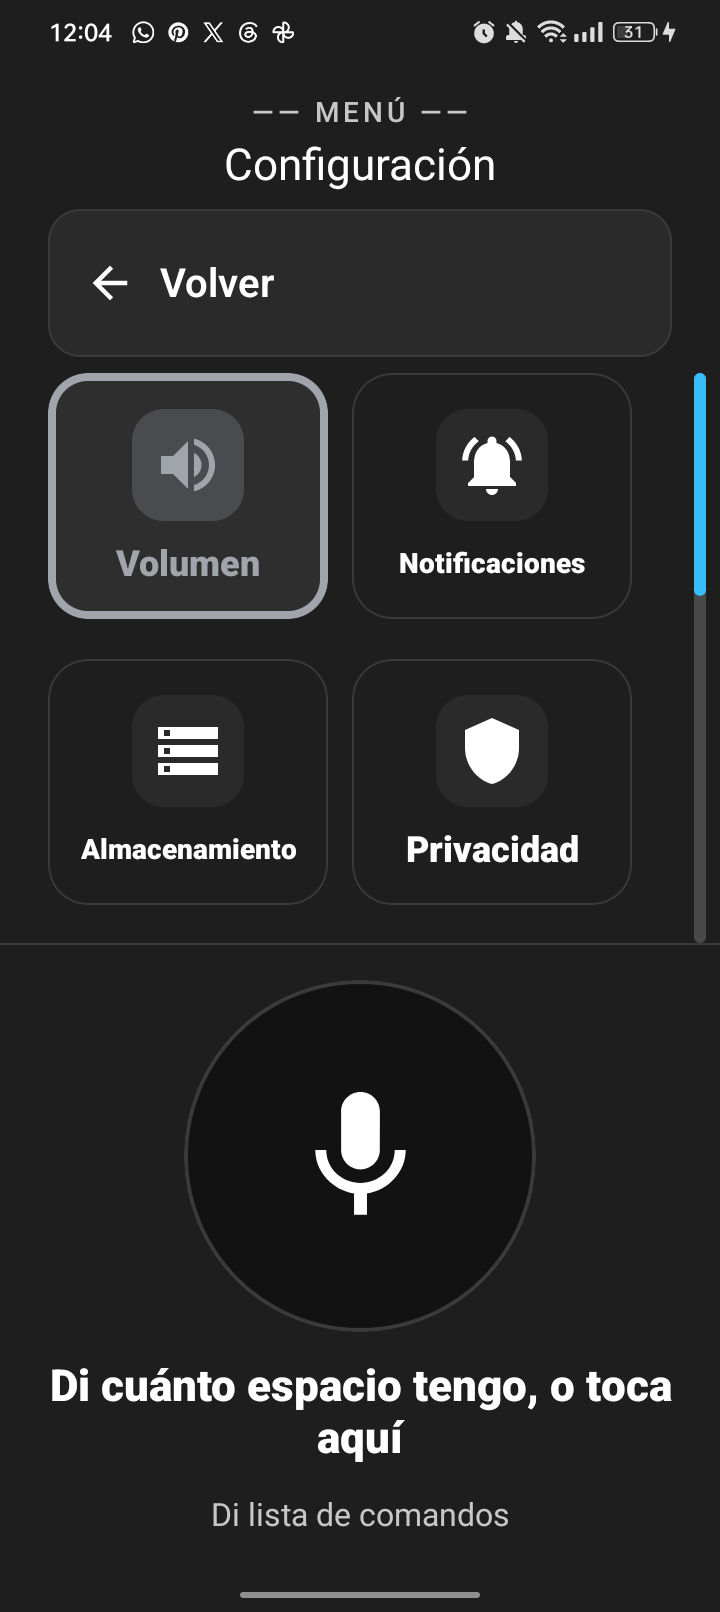 12:04
31
—— MENÚ ——
Configuración
Volver
Volumen
Notificaciones
Almacenamiento
Privacidad
Di cuánto espacio tengo, o toca
aquí
Di lista de comandos